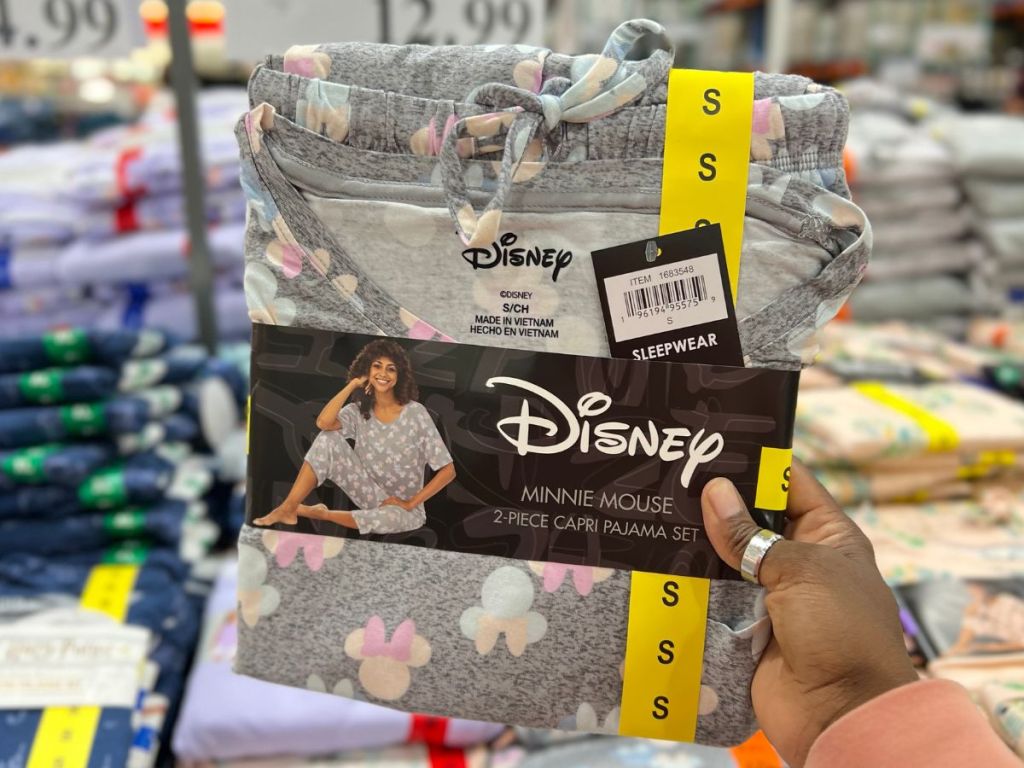 4.99
12.99
S
S
DISNEY
©DISNEY
S/CH
MADE IN VIETNAM
HECHO EN VIETNAM
ITEM 1683548
1 96194 95575 9
S
SLEEPWEAR
DISNEY
MINNIE MOUSE
2-PIECE CAPRI PAJAMA SET
S
S
S
S